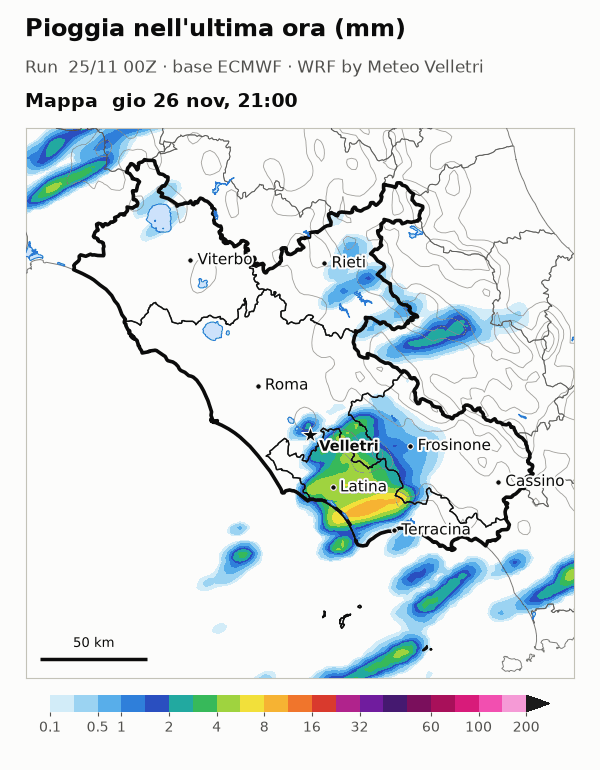 Pioggia nell'ultima ora (mm)
Run  25/11 00Z · base ECMWF · WRF by Meteo Velletri
Mappa  gio 26 nov, 21:00
Viterbo
Rieti
Roma
Velletri
Frosinone
Latina
Cassino
Terracina
50 km
0.1 0.5 1 2 4 8 16 32 60 100 200